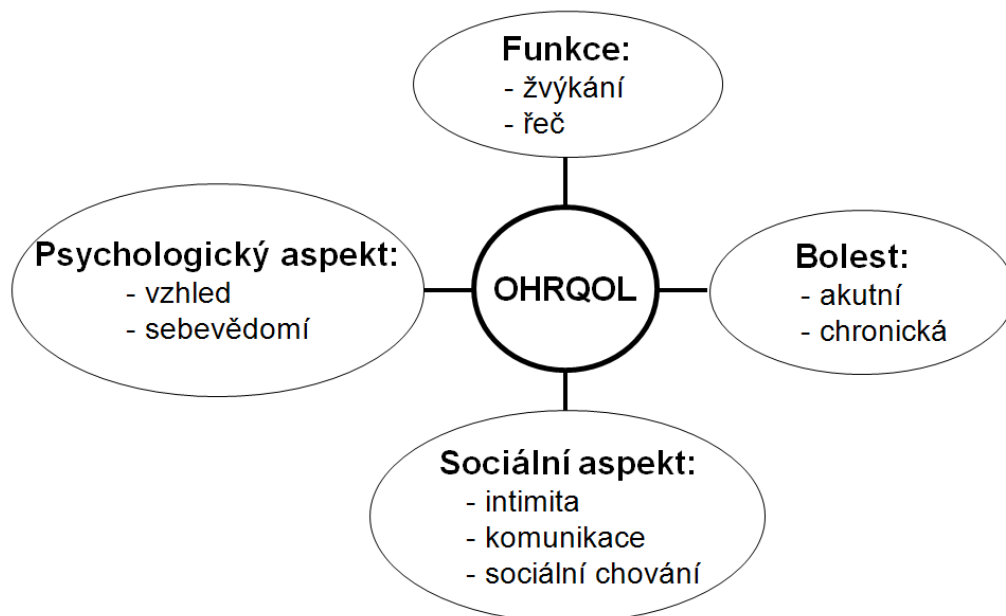 Funkce:
- žvýkání
- řeč
Psychologický aspekt:
- vzhled
- sebevědomí
OHRQOL
Bolest:
- akutní
- chronická
Sociální aspekt:
- intimita
- komunikace
- sociální chování